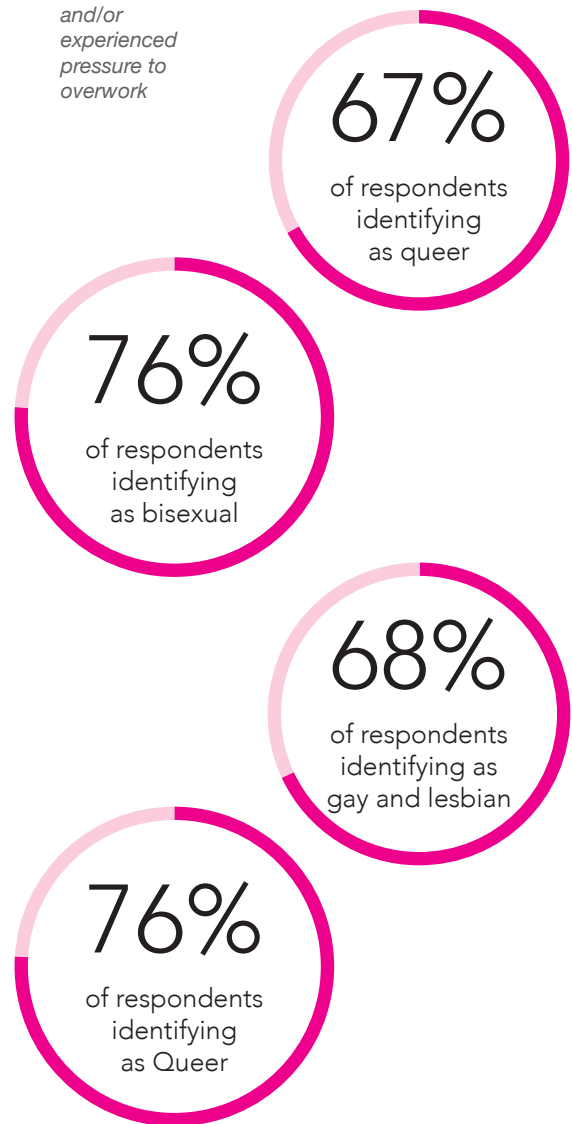 and/or
experienced
pressure to
overwork
67%
of respondents
identifying
as queer
76%
of respondents
identifying
as bisexual
68%
of respondents
identifying as
gay and lesbian
76%
of respondents
identifying
as Queer